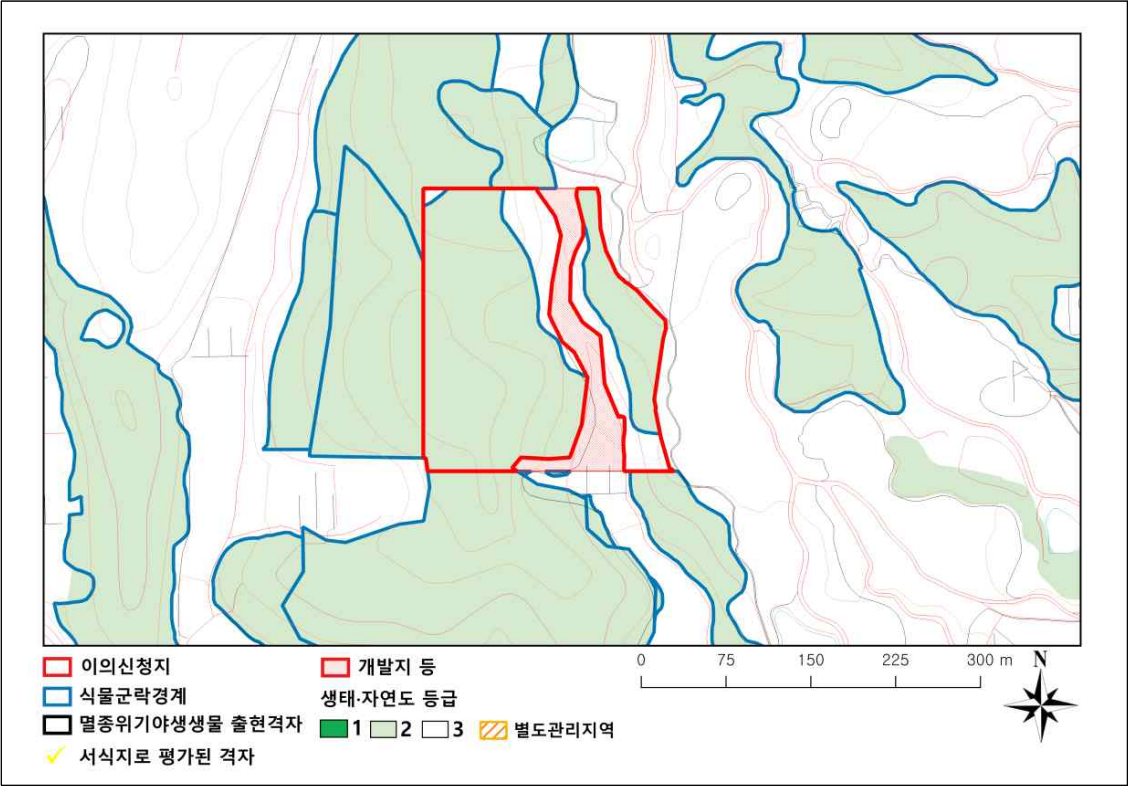 이의신청지
개발지 등
식물군락경계
생태·자연도 등급
멸종위기야생생물 출현격자
1 2 3 별도관리지역
서식지로 평가된 격자
0 75 150 225 300 m
N